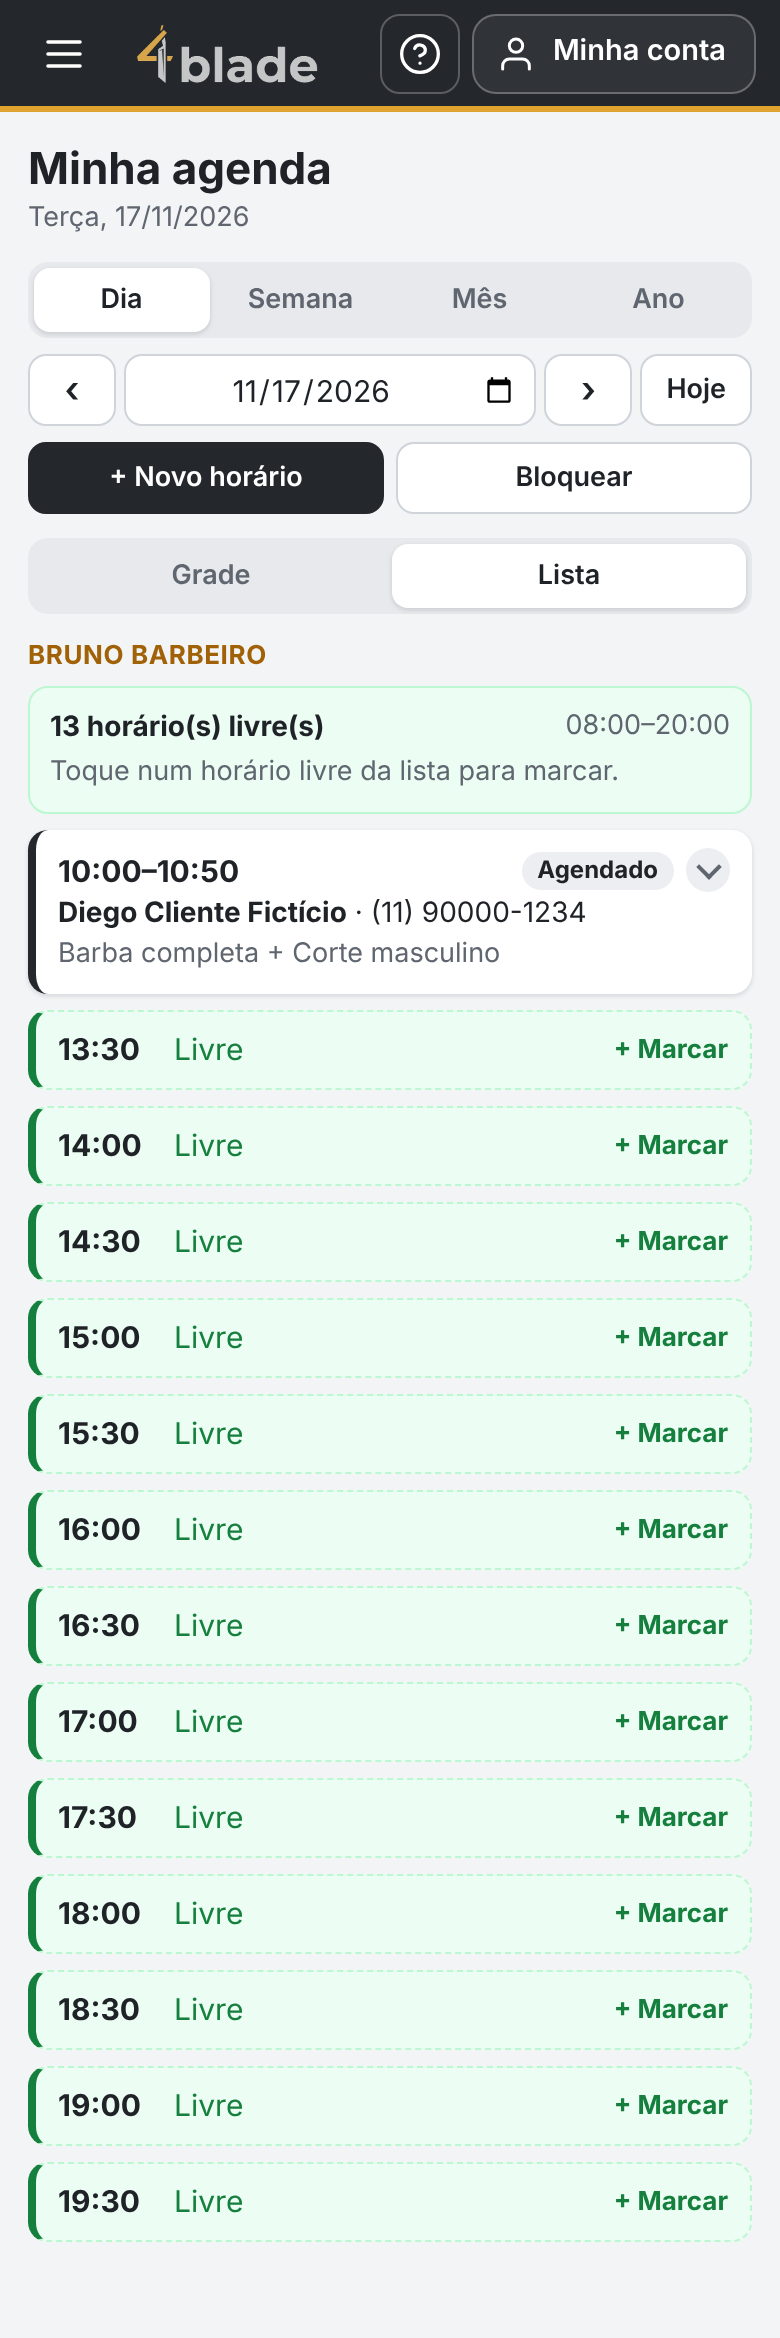 4blade
Minha conta
Minha agenda
Terça, 17/11/2026
Dia Semana Mês Ano
‹ 11/17/2026 › Hoje
+ Novo horário Bloquear
Grade Lista
BRUNO BARBEIRO
13 horário(s) livre(s) 08:00–20:00
Toque num horário livre da lista para marcar.
10:00–10:50 Agendado
Diego Cliente Fictício · (11) 90000-1234
Barba completa + Corte masculino
13:30 Livre + Marcar
14:00 Livre + Marcar
14:30 Livre + Marcar
15:00 Livre + Marcar
15:30 Livre + Marcar
16:00 Livre + Marcar
16:30 Livre + Marcar
17:00 Livre + Marcar
17:30 Livre + Marcar
18:00 Livre + Marcar
18:30 Livre + Marcar
19:00 Livre + Marcar
19:30 Livre + Marcar